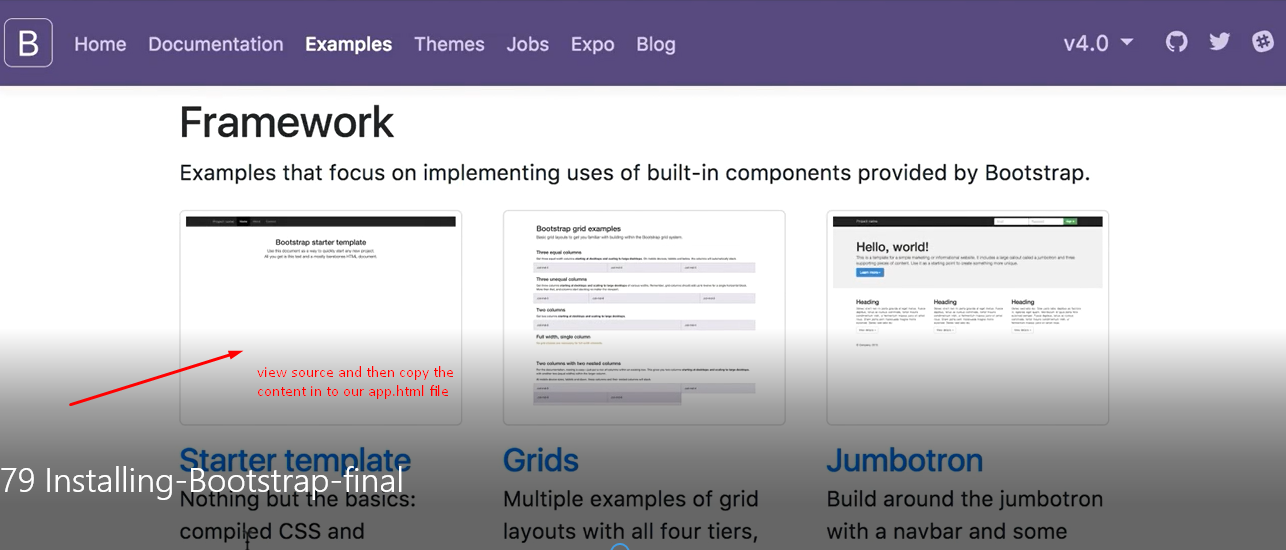 B Home Documentation Examples Themes Jobs Expo Blog v4.0
Framework
Examples that focus on implementing uses of built-in components provided by Bootstrap.
Bootstrap starter template
Use this document as a way to quickly start any new project.
All you get is this text and a mostly barebones HTML document.
view source and then copy the
content in to our app.html file
Bootstrap grid examples
Basic grid layouts to get you familiar with building within the Bootstrap grid system.
Three equal columns
Three unequal columns
Two columns
Full width, single column
Two columns with two nested columns
Hello, world!
Learn more »
Heading Heading Heading
Starter template
79 Installing-Bootstrap-final
Nothing but the basics:
compiled CSS and
Grids
Multiple examples of grid
layouts with all four tiers,
Jumbotron
Build around the jumbotron
with a navbar and some